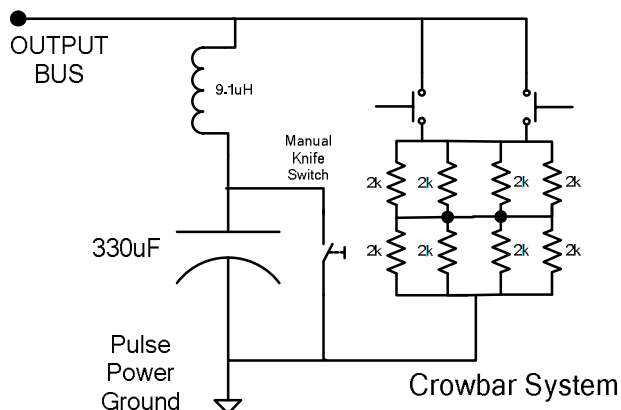 OUTPUT
BUS
9.1uH
Manual
Knife
Switch
2k 2k 2k 2k
330uF
2k 2k 2k 2k
Pulse
Power
Ground
Crowbar System